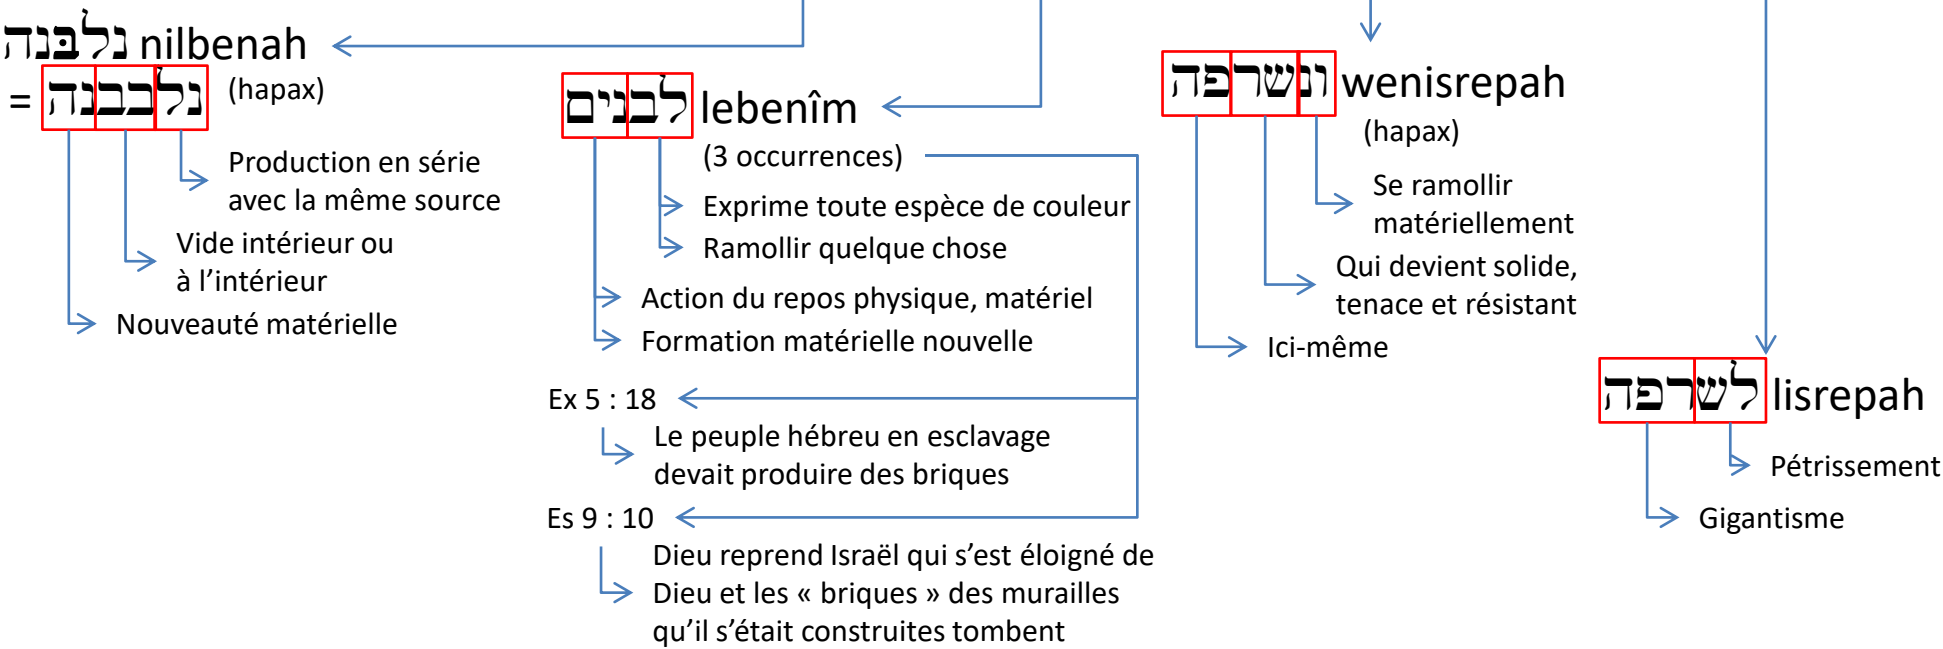 נלבּנה nilbenah
= נלבבנה (hapax)
Production en série
avec la même source
Vide intérieur ou
à l’intérieur
Nouveauté matérielle
לבנים lebenîm
(3 occurrences)
Exprime toute espèce de couleur
Ramollir quelque chose
Action du repos physique, matériel
Formation matérielle nouvelle
Ex 5 : 18
Le peuple hébreu en esclavage
devait produire des briques
Es 9 : 10
Dieu reprend Israël qui s’est éloigné de
Dieu et les « briques » des murailles
qu’il s’était construites tombent
ונשרפה wenisrepah
(hapax)
Se ramollir
matériellement
Qui devient solide,
tenace et résistant
Ici-même
לשרפה lisrepah
Pétrissement
Gigantisme